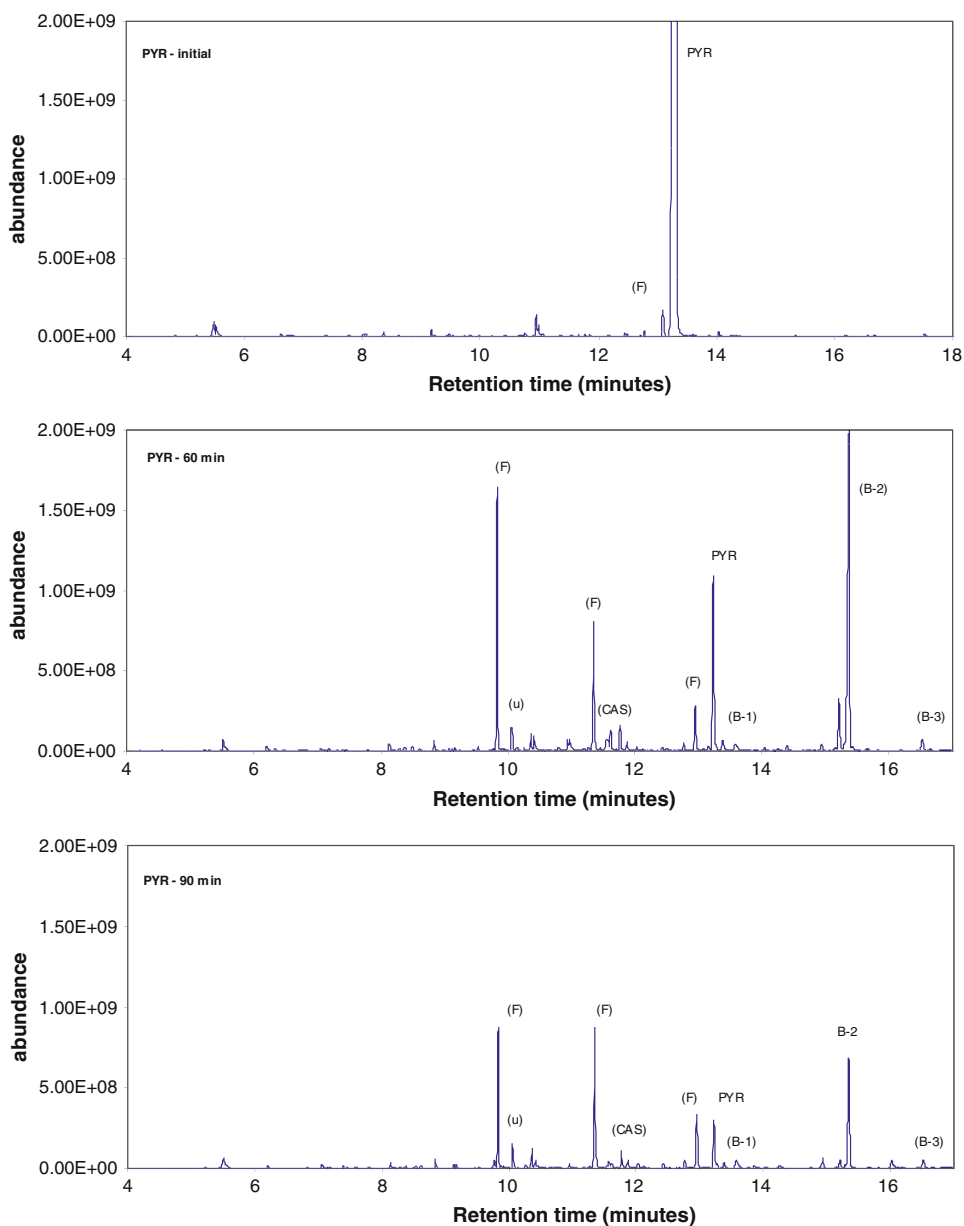 2.00E+09
PYR - initial
PYR
1.50E+09
abundance
1.00E+09
5.00E+08
(F)
0.00E+00
4 6 8 10 12 14 16 18
Retention time (minutes)
2.00E+09
PYR - 60 min
(F)
(B-2)
1.50E+09
abundance
PYR
1.00E+09
(F)
5.00E+08
(F)
(u)
(CAS)
(B-1)
(B-3)
0.00E+00
4 6 8 10 12 14 16
Retention time (minutes)
2.00E+09
PYR - 90 min
1.50E+09
abundance
1.00E+09
(F)
(F)
B-2
5.00E+08
(F)
PYR
(u)
(CAS)
(B-1)
(B-3)
0.00E+00
4 6 8 10 12 14 16
Retention time (minutes)